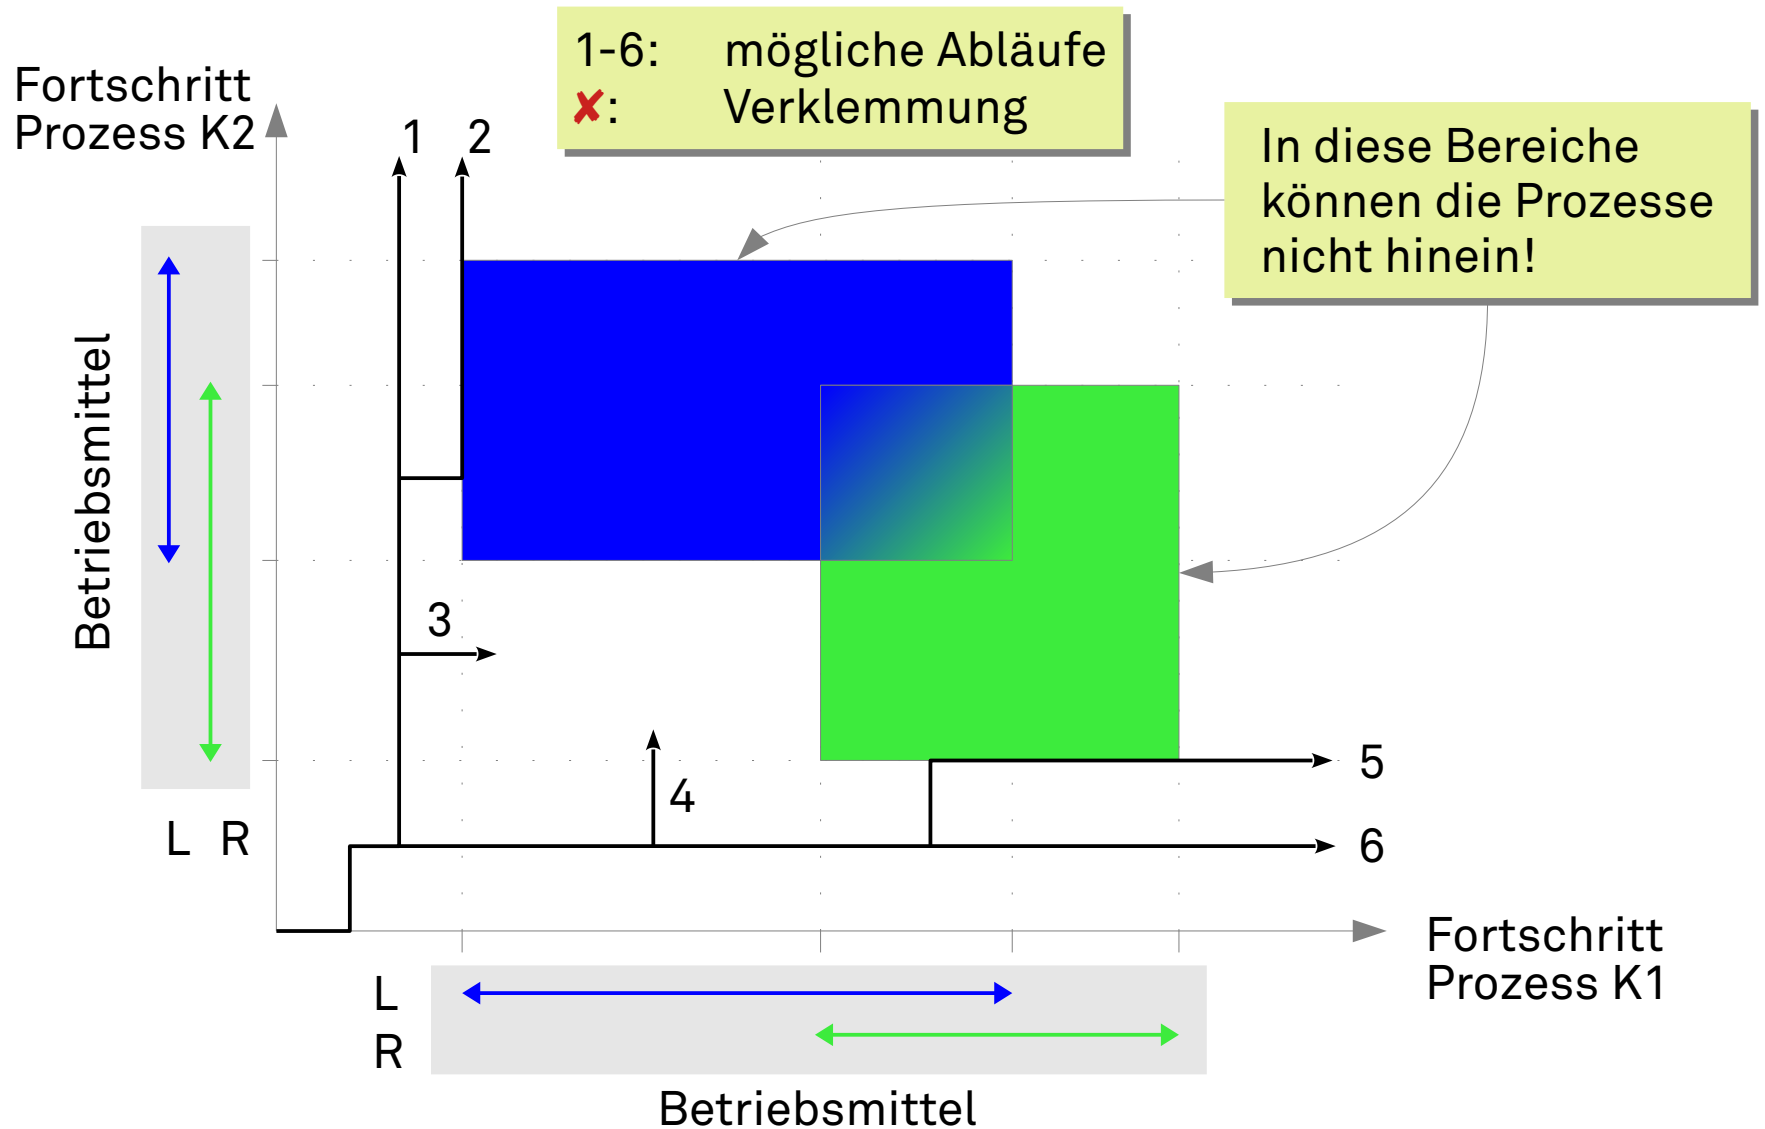 1-6: mögliche Abläufe
✘: Verklemmung
Fortschritt
Prozess K2
1 2
In diese Bereiche
können die Prozesse
nicht hinein!
Betriebsmittel
3
4
5
6
L R
Fortschritt
Prozess K1
L
R
Betriebsmittel